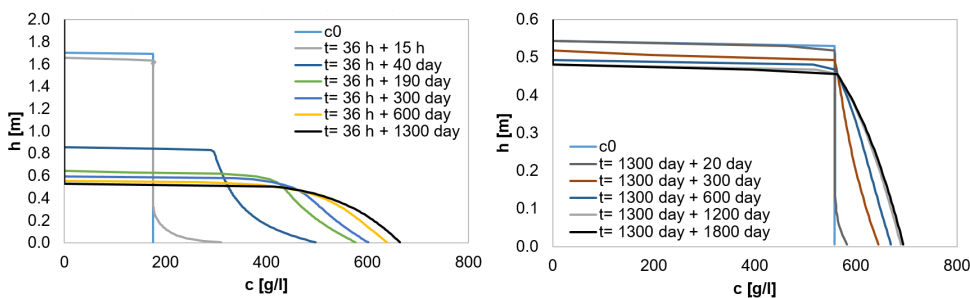 2.0
1.8
1.6
1.4
1.2
1.0
0.8
0.6
0.4
0.2
0.0
h [m]
c0
t= 36 h + 15 h
t= 36 h + 40 day
t= 36 h + 190 day
t= 36 h + 300 day
t= 36 h + 600 day
t= 36 h + 1300 day
0 200 400 600 800
c [g/l]
0.6
0.5
0.4
0.3
0.2
0.1
0.0
h [m]
c0
t= 1300 day + 20 day
t= 1300 day + 300 day
t= 1300 day + 600 day
t= 1300 day + 1200 day
t= 1300 day + 1800 day
0 200 400 600 800
c [g/l]